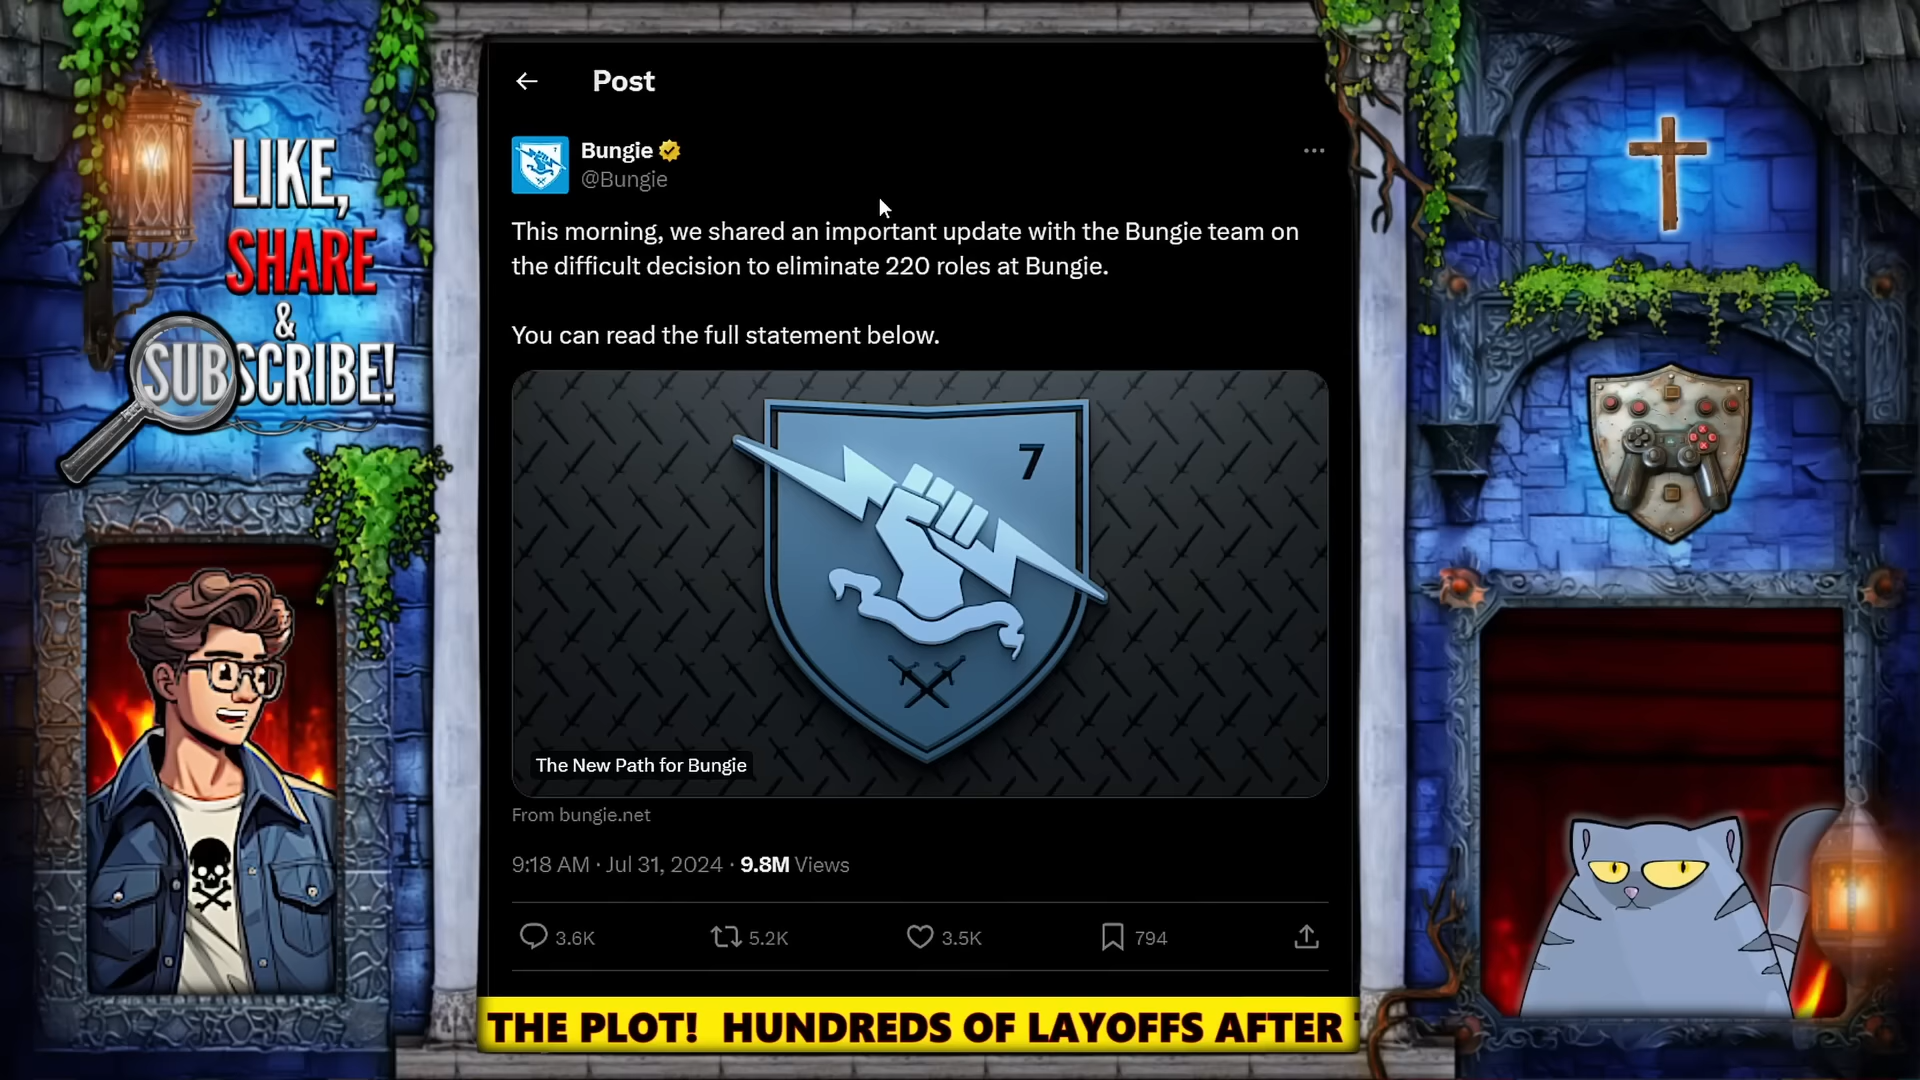 LIKE,
SHARE
&
SUBSCRIBE!
Post
Bungie
@Bungie
This morning, we shared an important update with the Bungie team on
the difficult decision to eliminate 220 roles at Bungie.
You can read the full statement below.
7
The New Path for Bungie
From bungie.net
9:18 AM · Jul 31, 2024 · 9.8M Views
3.6K 5.2K 3.5K 794
THE PLOT! HUNDREDS OF LAYOFFS AFTER